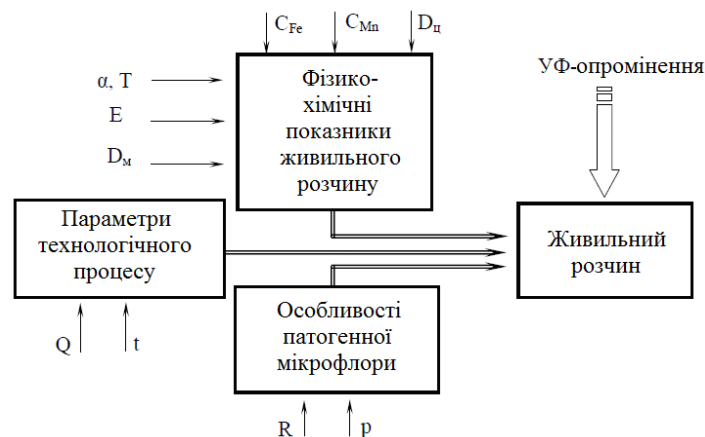 C_Fe C_Mn D_ц
Фізико-
хімічні
показники
живильного
розчину
УФ-опромінення
α, T
E
D_м
Параметри
технологічного
процесу
Живильний
розчин
Особливості
патогенної
мікрофлори
Q t
R p